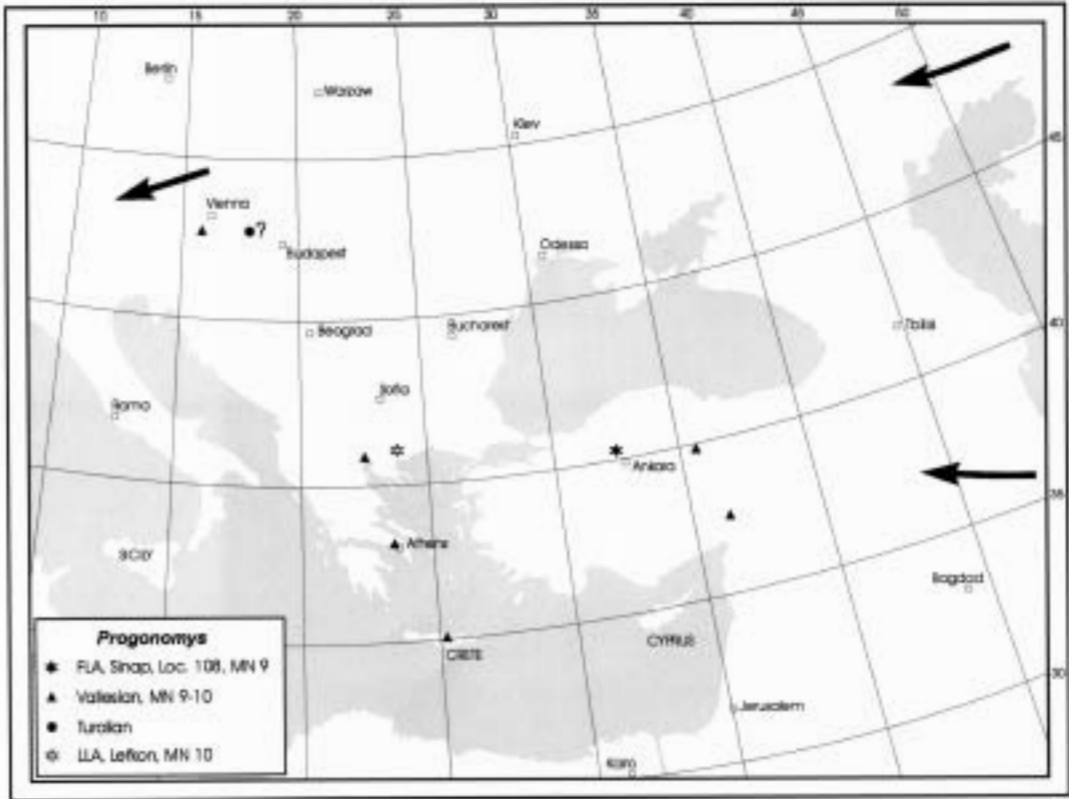 10 15 20 25 30 35 40 45 50
Berlin
Warzaw
Kiev
45
Vienna
?
Budapest
Odessa
Beograd
Bucharest
Tbilisi
40
Sofia
Roma
Ankara
35
Athens
SICILY
Bagdad
CRETE
CYPRUS
30
Jerusalem
Kairo
Progonomys
FLA, Sinap, Loc. 108, MN 9
Vallesian, MN 9-10
Turolian
LLA, Lefkon, MN 10